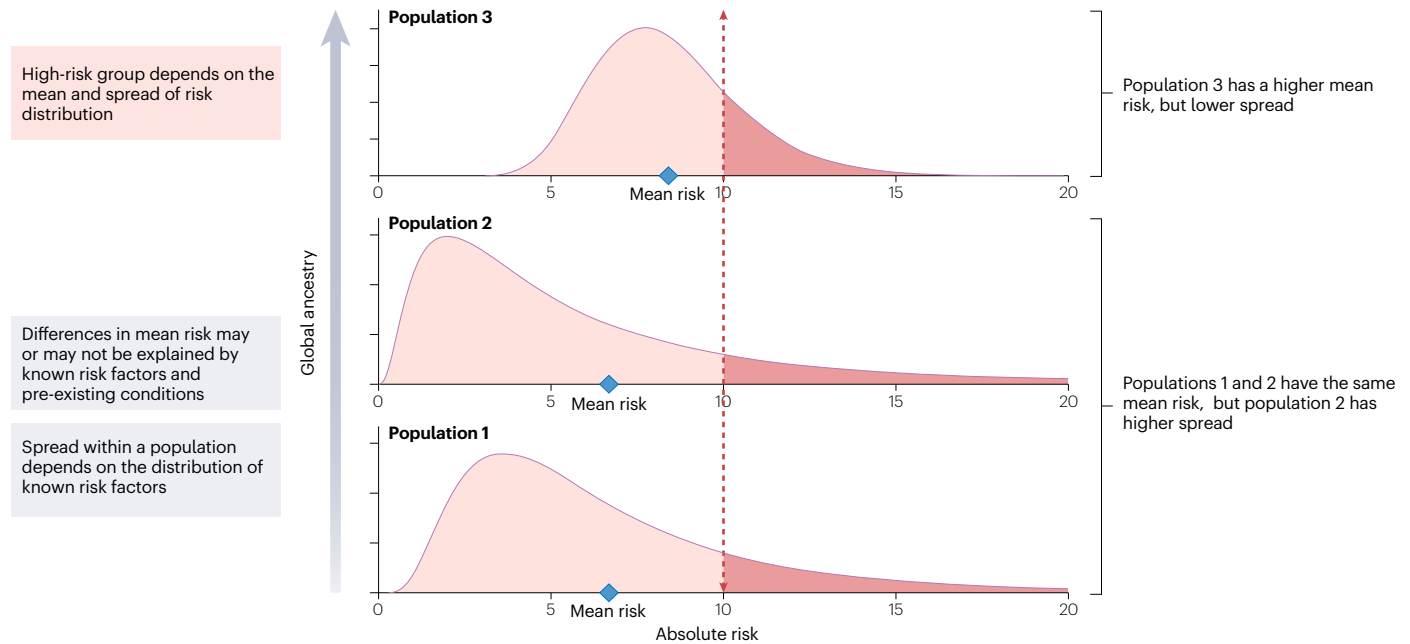 High-risk group depends on the
mean and spread of risk
distribution
Differences in mean risk may
or may not be explained by
known risk factors and
pre-existing conditions
Spread within a population
depends on the distribution of
known risk factors
Global ancestry
Population 3
0
5
10
15
20
Mean risk
Population 2
0
5
10
15
20
Mean risk
Population 1
0
5
10
15
20
Mean risk
Absolute risk
Population 3 has a higher mean
risk, but lower spread
Populations 1 and 2 have the same
mean risk, but population 2 has
higher spread